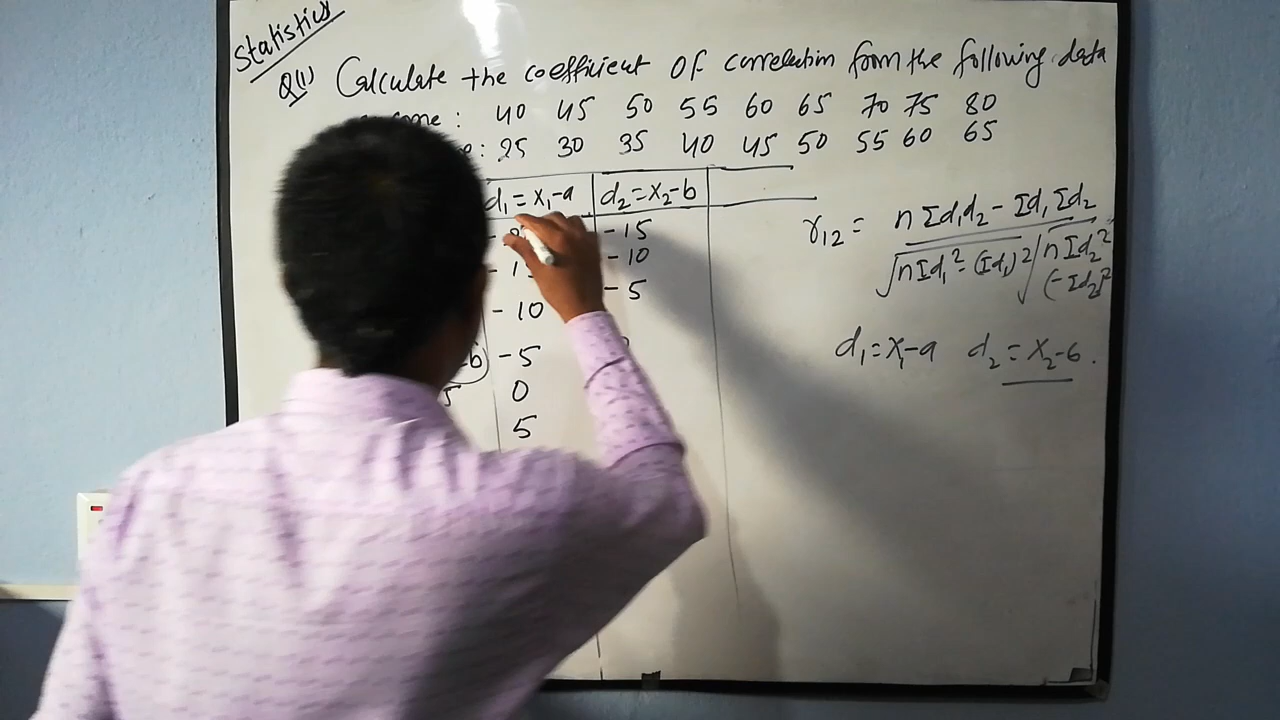 Statistics
Q(1) Calculate the coefficient of correlation from the following data
: 40 45 50 55 60 65 70 75 80
: 25 30 35 40 45 50 55 60 65
d₁ = x₁-a d₂ = x₂-b
-15
-10
-5
-10
-5
0
5
r₁₂ = nΣd₁d₂ - Σd₁Σd₂
√nΣd₁² - (Σd₁)² √nΣd₂²
(-Σd₂)²
d₁ = x₁-a d₂ = x₂-b.